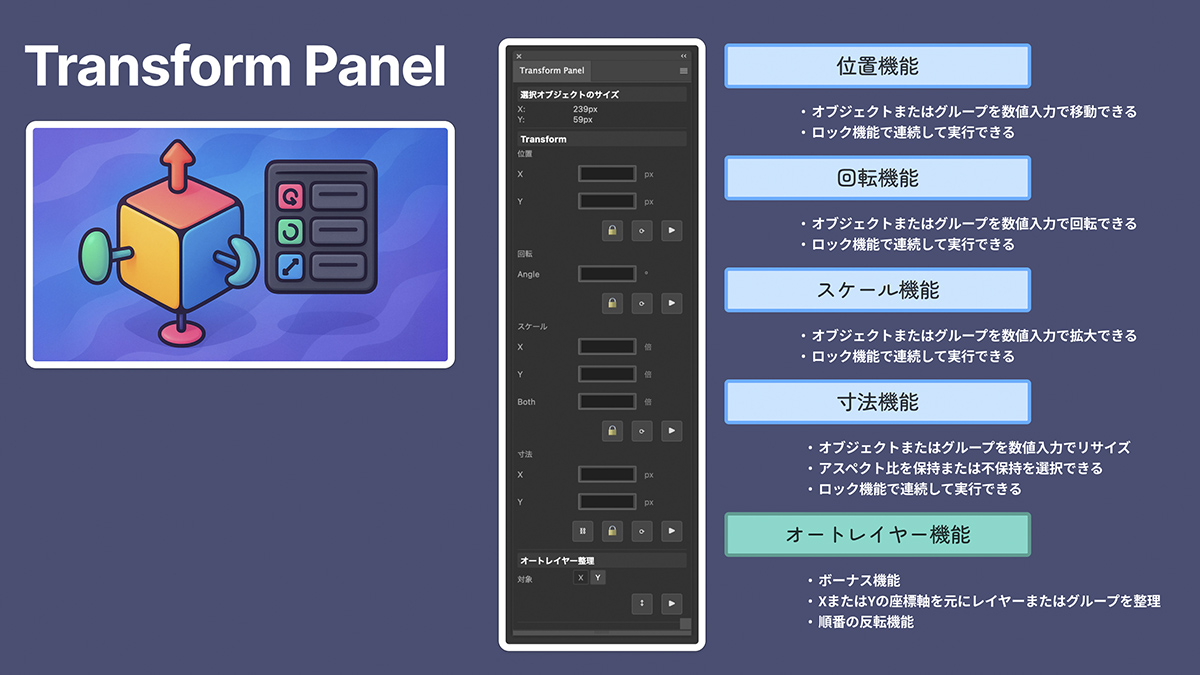 Transform Panel
Transform Panel
選択オブジェクトのサイズ
X: 239px
Y: 59px
Transform
位置
X px
Y px
回転
Angle °
スケール
X 倍
Y 倍
Both 倍
寸法
X px
Y px
オートレイヤー整理
対象 X Y
位置機能
・オブジェクトまたはグループを数値入力で移動できる
・ロック機能で連続して実行できる
回転機能
・オブジェクトまたはグループを数値入力で回転できる
・ロック機能で連続して実行できる
スケール機能
・オブジェクトまたはグループを数値入力で拡大できる
・ロック機能で連続して実行できる
寸法機能
・オブジェクトまたはグループを数値入力でリサイズ
・アスペクト比を保持または不保持を選択できる
・ロック機能で連続して実行できる
オートレイヤー機能
・ボーナス機能
・XまたはYの座標軸を元にレイヤーまたはグループを整理
・順番の反転機能